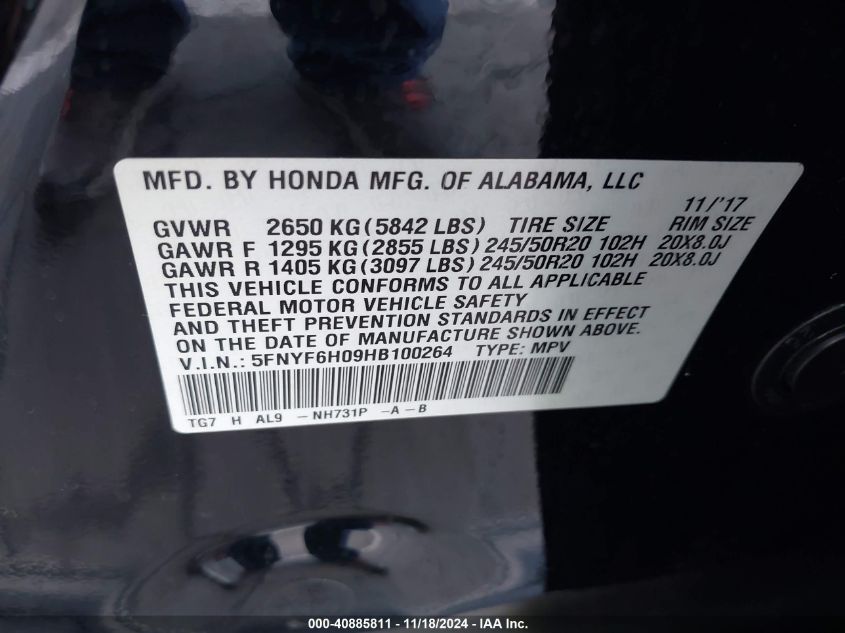 MFD. BY HONDA MFG. OF ALABAMA, LLC
11/'17
GVWR 2650 KG (5842 LBS) TIRE SIZE RIM SIZE
GAWR F 1295 KG (2855 LBS) 245/50R20 102H 20X8.0J
GAWR R 1405 KG (3097 LBS) 245/50R20 102H 20X8.0J
THIS VEHICLE CONFORMS TO ALL APPLICABLE
FEDERAL MOTOR VEHICLE SAFETY
AND THEFT PREVENTION STANDARDS IN EFFECT
ON THE DATE OF MANUFACTURE SHOWN ABOVE.
V.I.N.: 5FNYF6H09HB100264 TYPE: MPV
TG7 H AL9 -NH731P -A-B
000-40885811 - 11/18/2024 - IAA Inc.